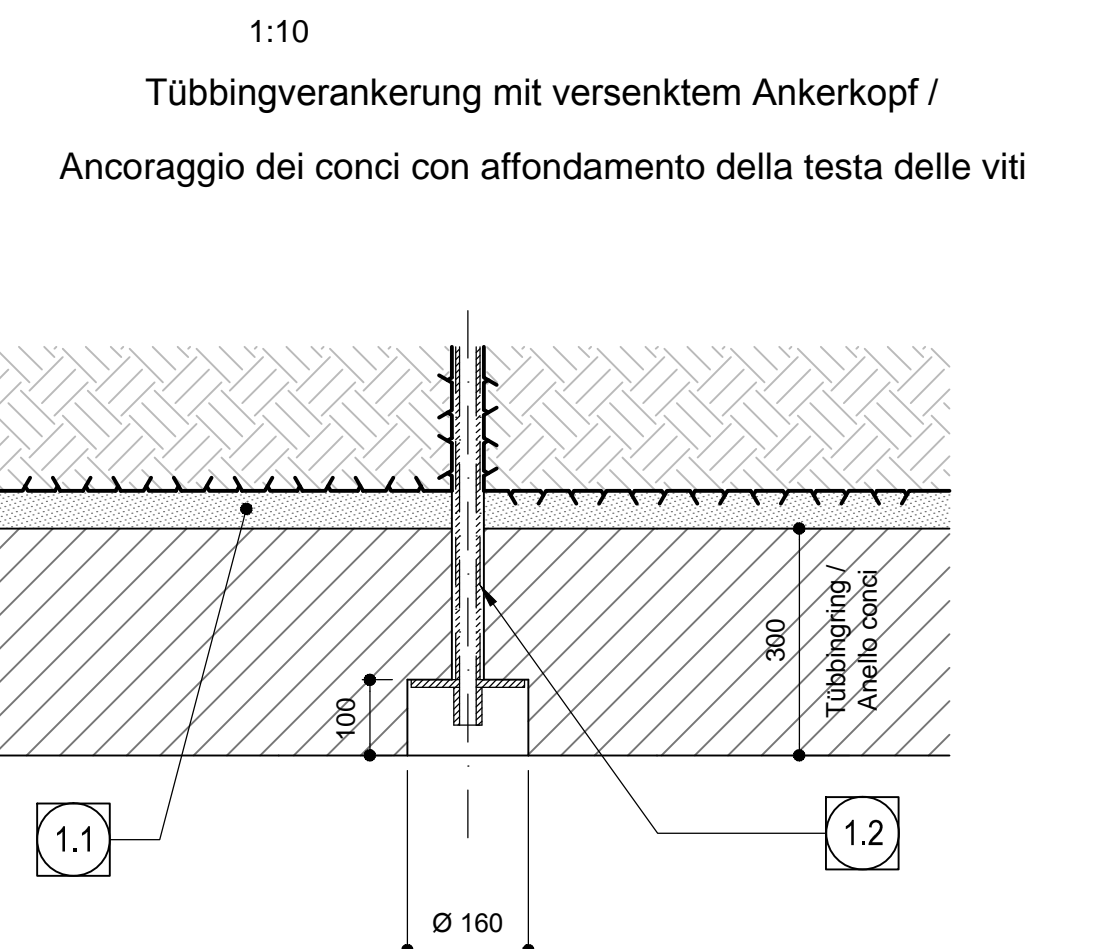 1:10
Tübbingverankerung mit versenktem Ankerkopf /
Ancoraggio dei conci con affondamento della testa delle viti
Tübbingring /
Anello conci
300
100
1.1
1.2
Ø 160